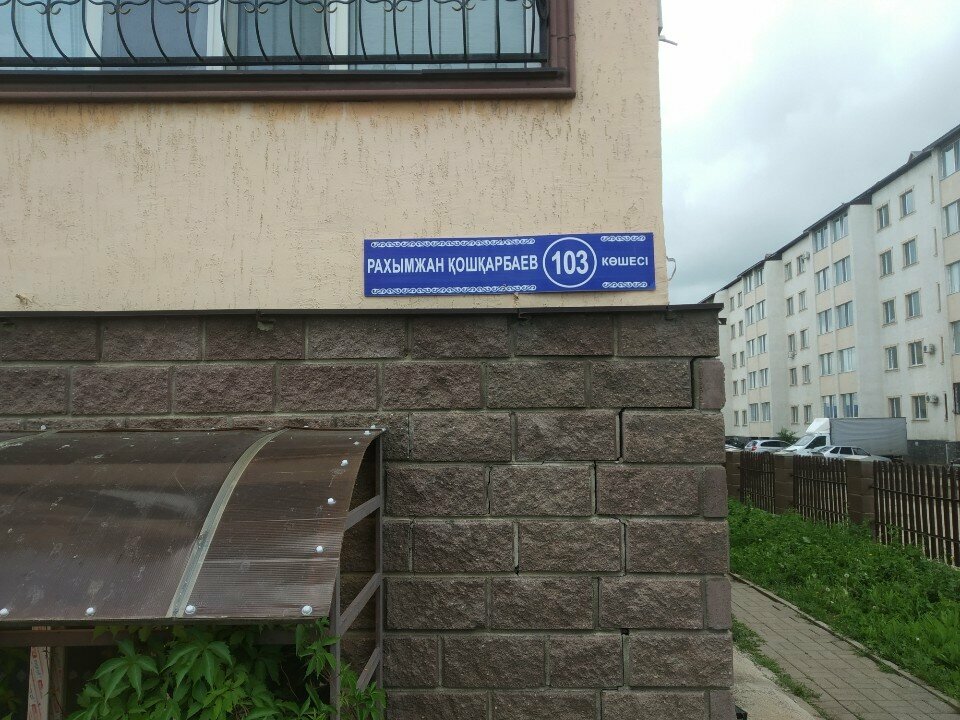 РАХЫМЖАН ҚОШҚАРБАЕВ 103 КӨШЕСІ